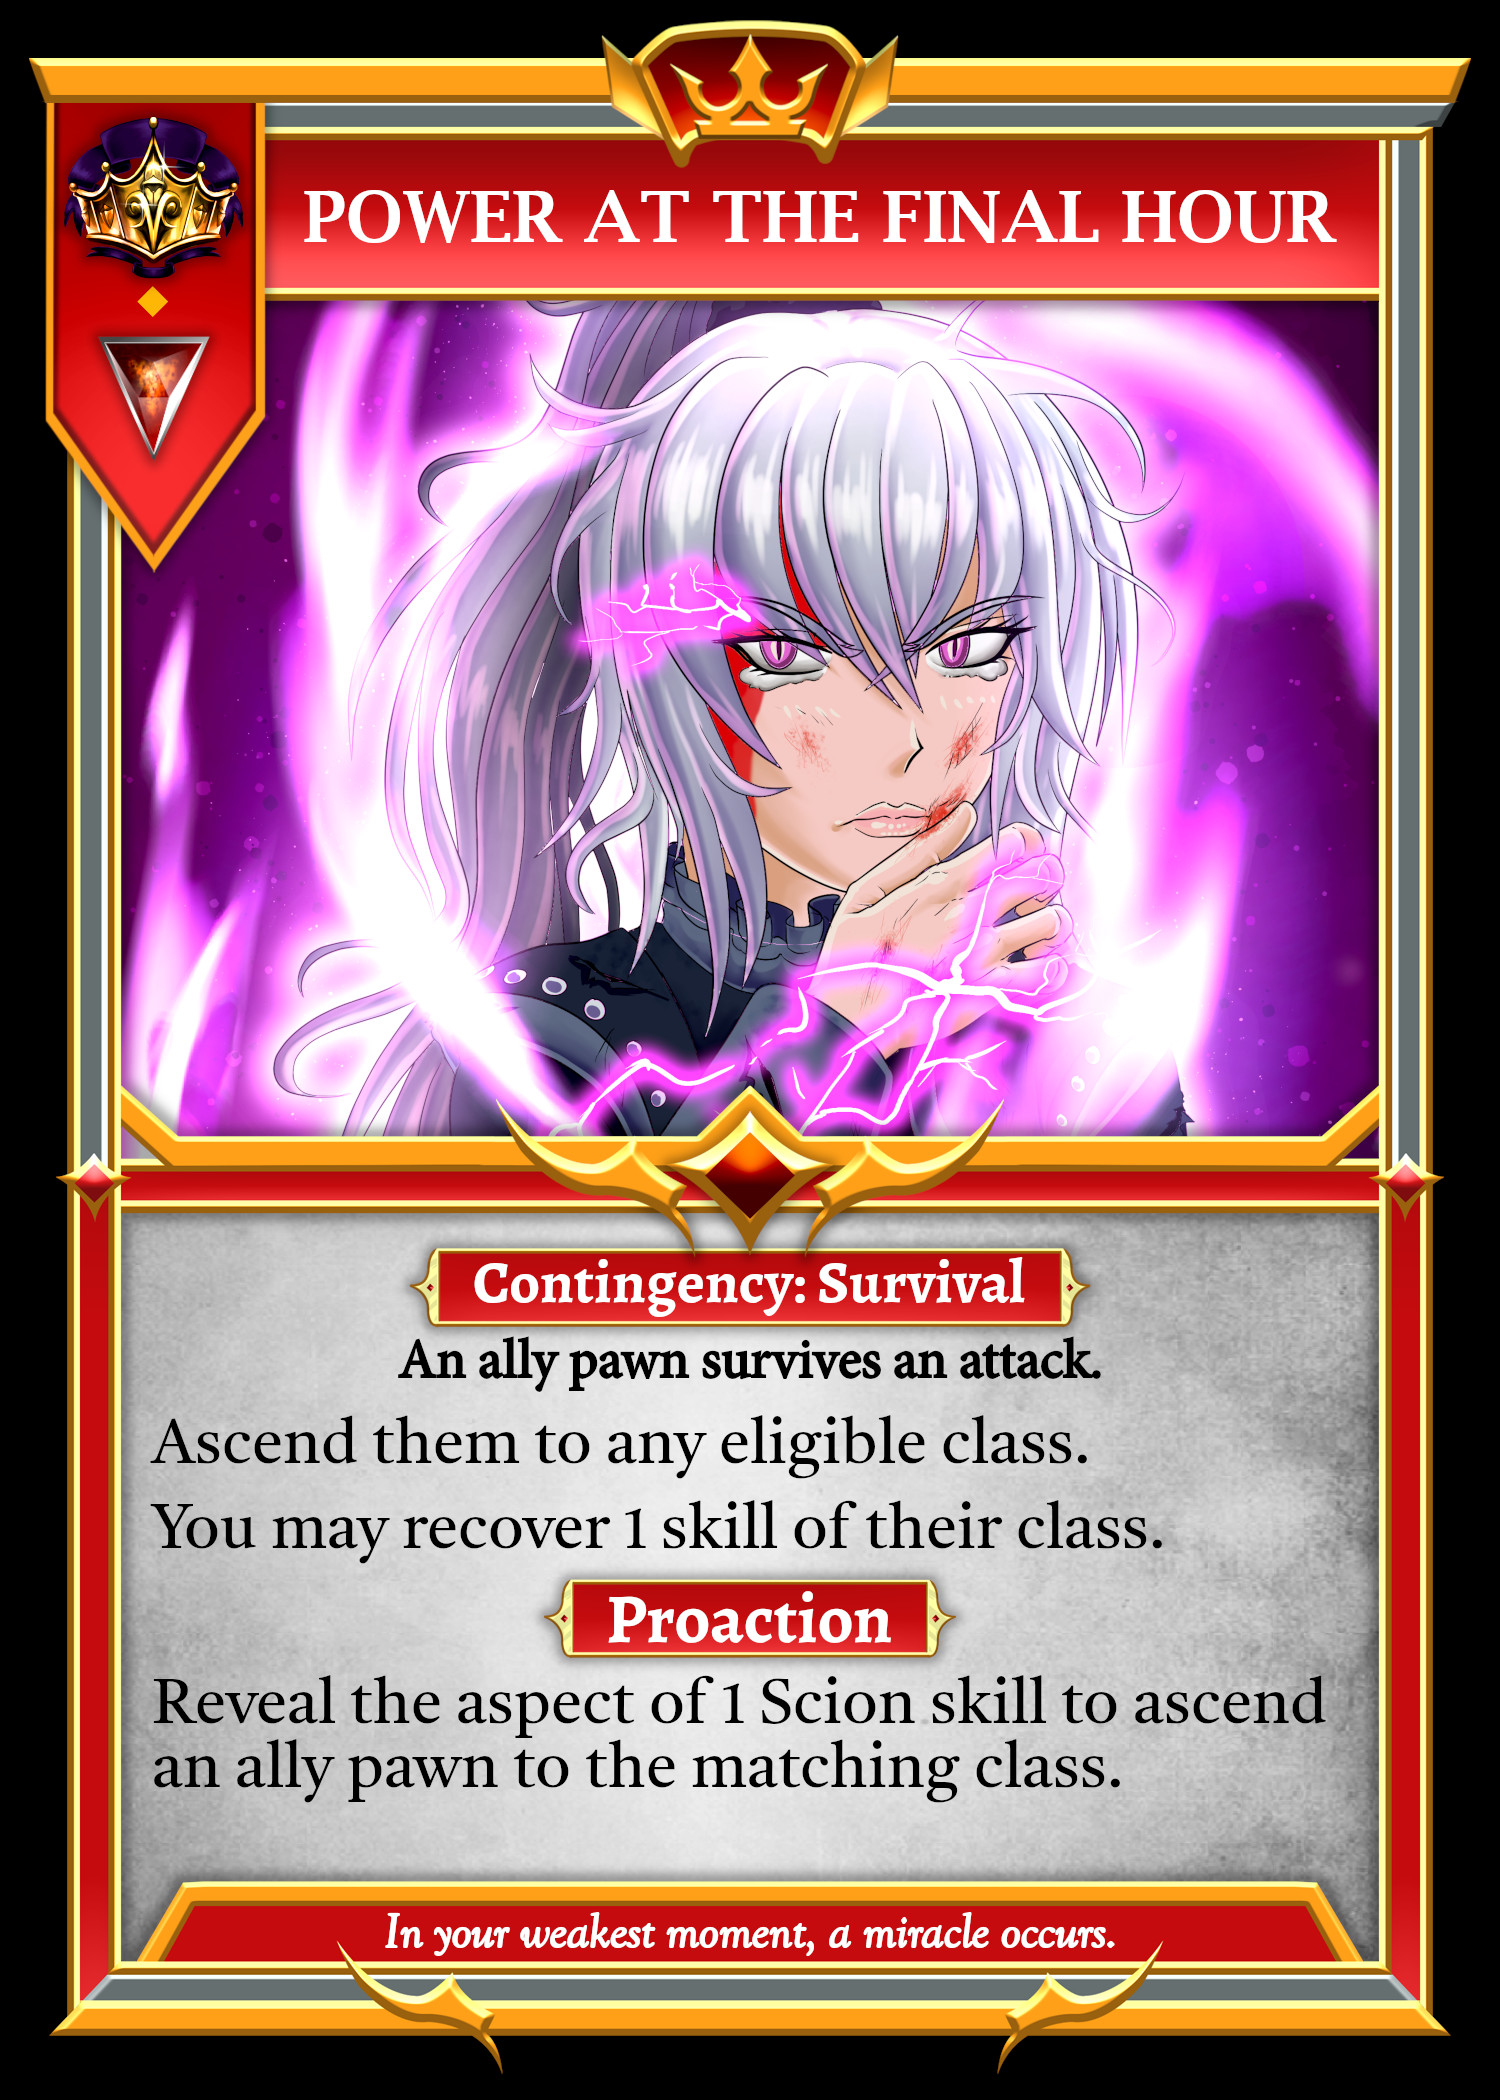 POWER AT THE FINAL HOUR
Contingency: Survival
An ally pawn survives an attack.
Ascend them to any eligible class.
You may recover 1 skill of their class.
Proaction
Reveal the aspect of 1 Scion skill to ascend
an ally pawn to the matching class.
In your weakest moment, a miracle occurs.